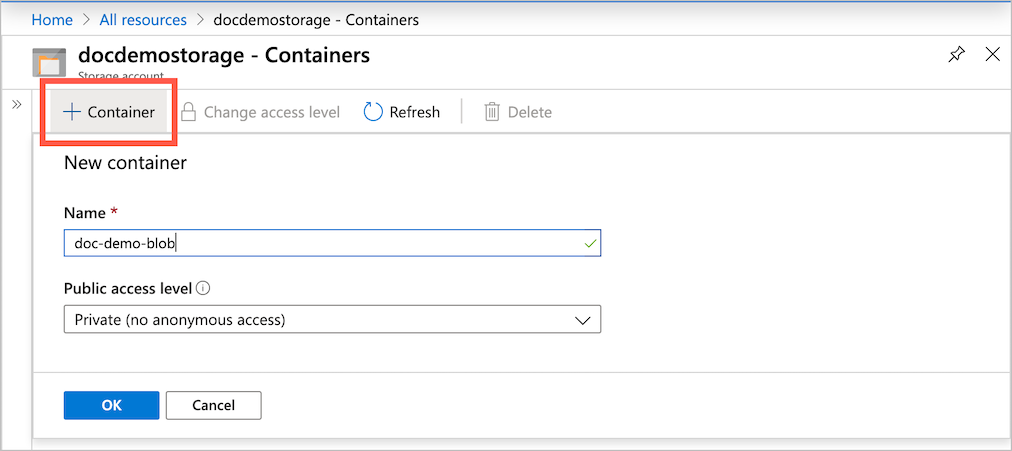 Home > All resources > docdemostorage - Containers
docdemostorage - Containers
Storage account
+ Container Change access level Refresh Delete
New container
Name *
doc-demo-blob
Public access level
Private (no anonymous access)
OK Cancel